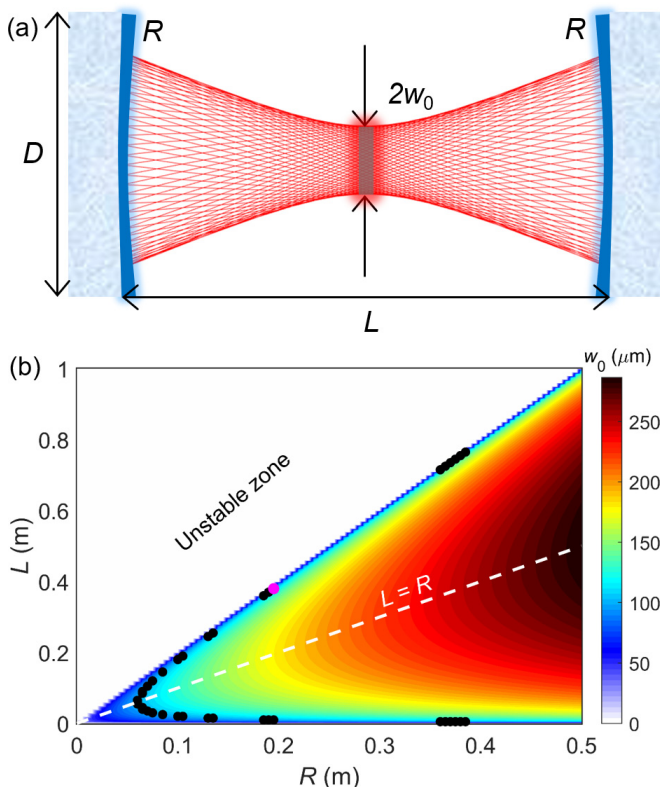 (a)
R
R
2w₀
D
L
(b)
w₀ (μm)
1
0.8
0.6
0.4
0.2
0
L (m)
Unstable zone
L = R
250
200
150
100
50
0
0
0.1
0.2
0.3
0.4
0.5
R (m)